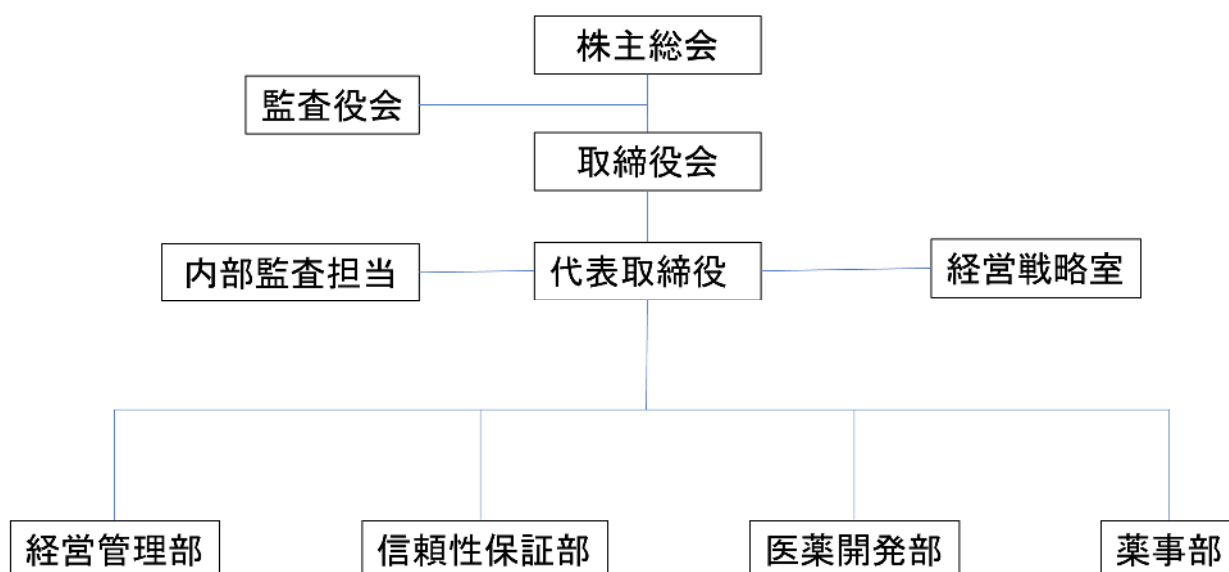 株主総会
監査役会
取締役会
内部監査担当
代表取締役
経営戦略室
経営管理部
信頼性保証部
医薬開発部
薬事部